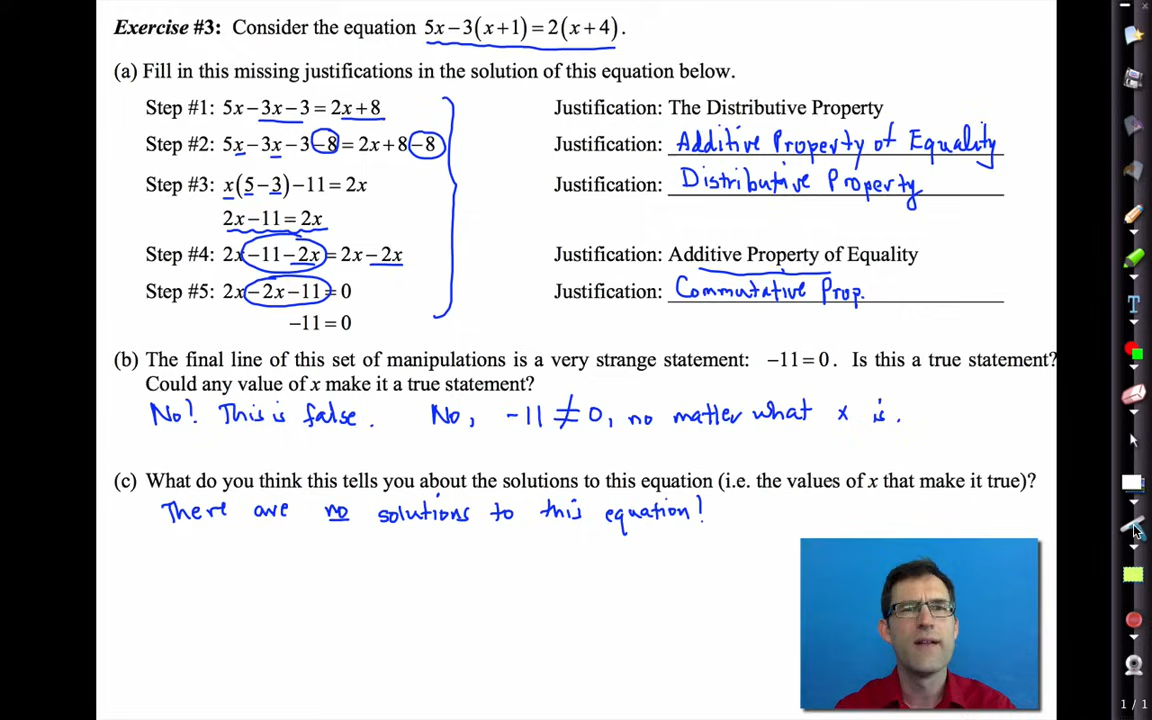 Exercise #3: Consider the equation 5x−3(x+1)=2(x+4).
(a) Fill in this missing justifications in the solution of this equation below.
Step #1: 5x−3x−3=2x+8 Justification: The Distributive Property
Step #2: 5x−3x−3−8=2x+8−8 Justification: Additive Property of Equality
Step #3: x(5−3)−11=2x Justification: Distributive Property
2x−11=2x
Step #4: 2x−11−2x=2x−2x Justification: Additive Property of Equality
Step #5: 2x−2x−11=0 Justification: Commutative Prop.
−11=0
(b) The final line of this set of manipulations is a very strange statement: −11=0. Is this a true statement?
Could any value of x make it a true statement?
No! This is false. No, -11 ≠ 0, no matter what x is.
(c) What do you think this tells you about the solutions to this equation (i.e. the values of x that make it true)?
There are no solutions to this equation!
T
1 / 1